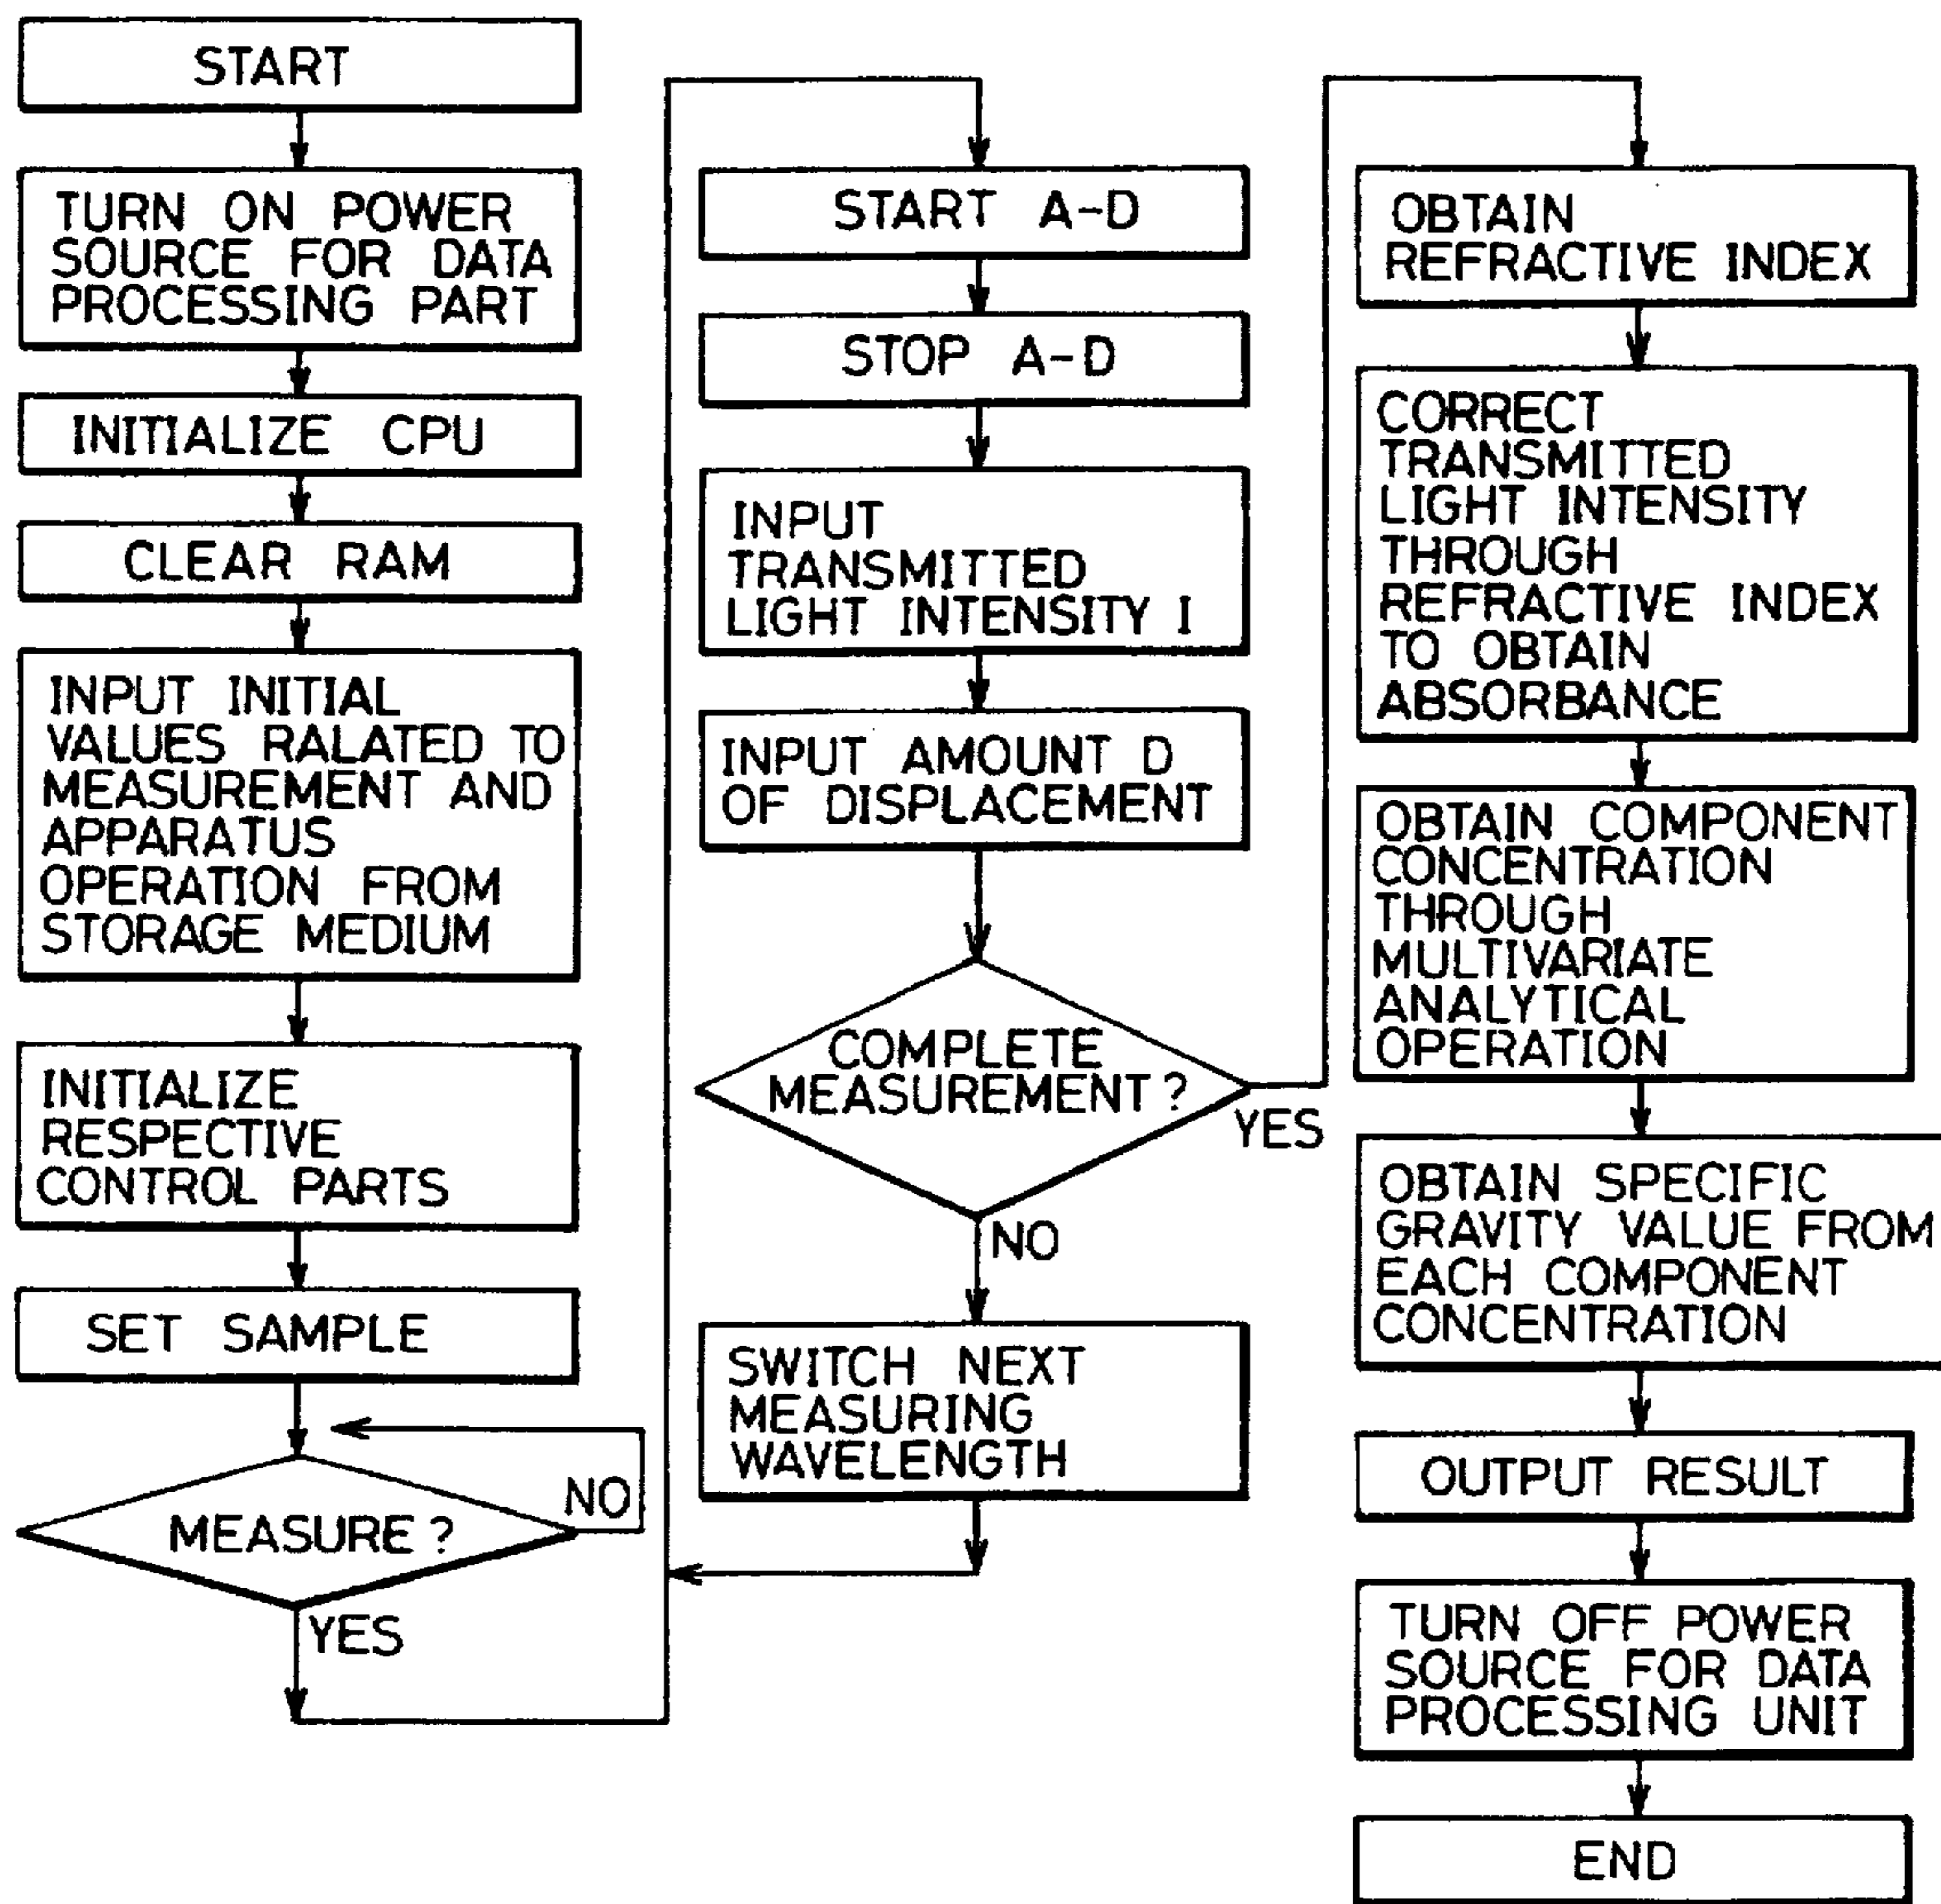 START
TURN ON POWER
SOURCE FOR DATA
PROCESSING PART
INITIALIZE CPU
CLEAR RAM
INPUT INITIAL
VALUES RALATED TO
MEASUREMENT AND
APPARATUS
OPERATION FROM
STORAGE MEDIUM
INITIALIZE
RESPECTIVE
CONTROL PARTS
SET SAMPLE
NO
MEASURE ?
YES
START A-D
STOP A-D
INPUT
TRANSMITTED
LIGHT INTENSITY I
INPUT AMOUNT D
OF DISPLACEMENT
COMPLETE
MEASUREMENT ?
YES
NO
SWITCH NEXT
MEASURING
WAVELENGTH
OBTAIN
REFRACTIVE INDEX
CORRECT
TRANSMITTED
LIGHT INTENSITY
THROUGH
REFRACTIVE INDEX
TO OBTAIN
ABSORBANCE
OBTAIN COMPONENT
CONCENTRATION
THROUGH
MULTIVARIATE
ANALYTICAL
OPERATION
OBTAIN SPECIFIC
GRAVITY VALUE FROM
EACH COMPONENT
CONCENTRATION
OUTPUT RESULT
TURN OFF POWER
SOURCE FOR DATA
PROCESSING UNIT
END